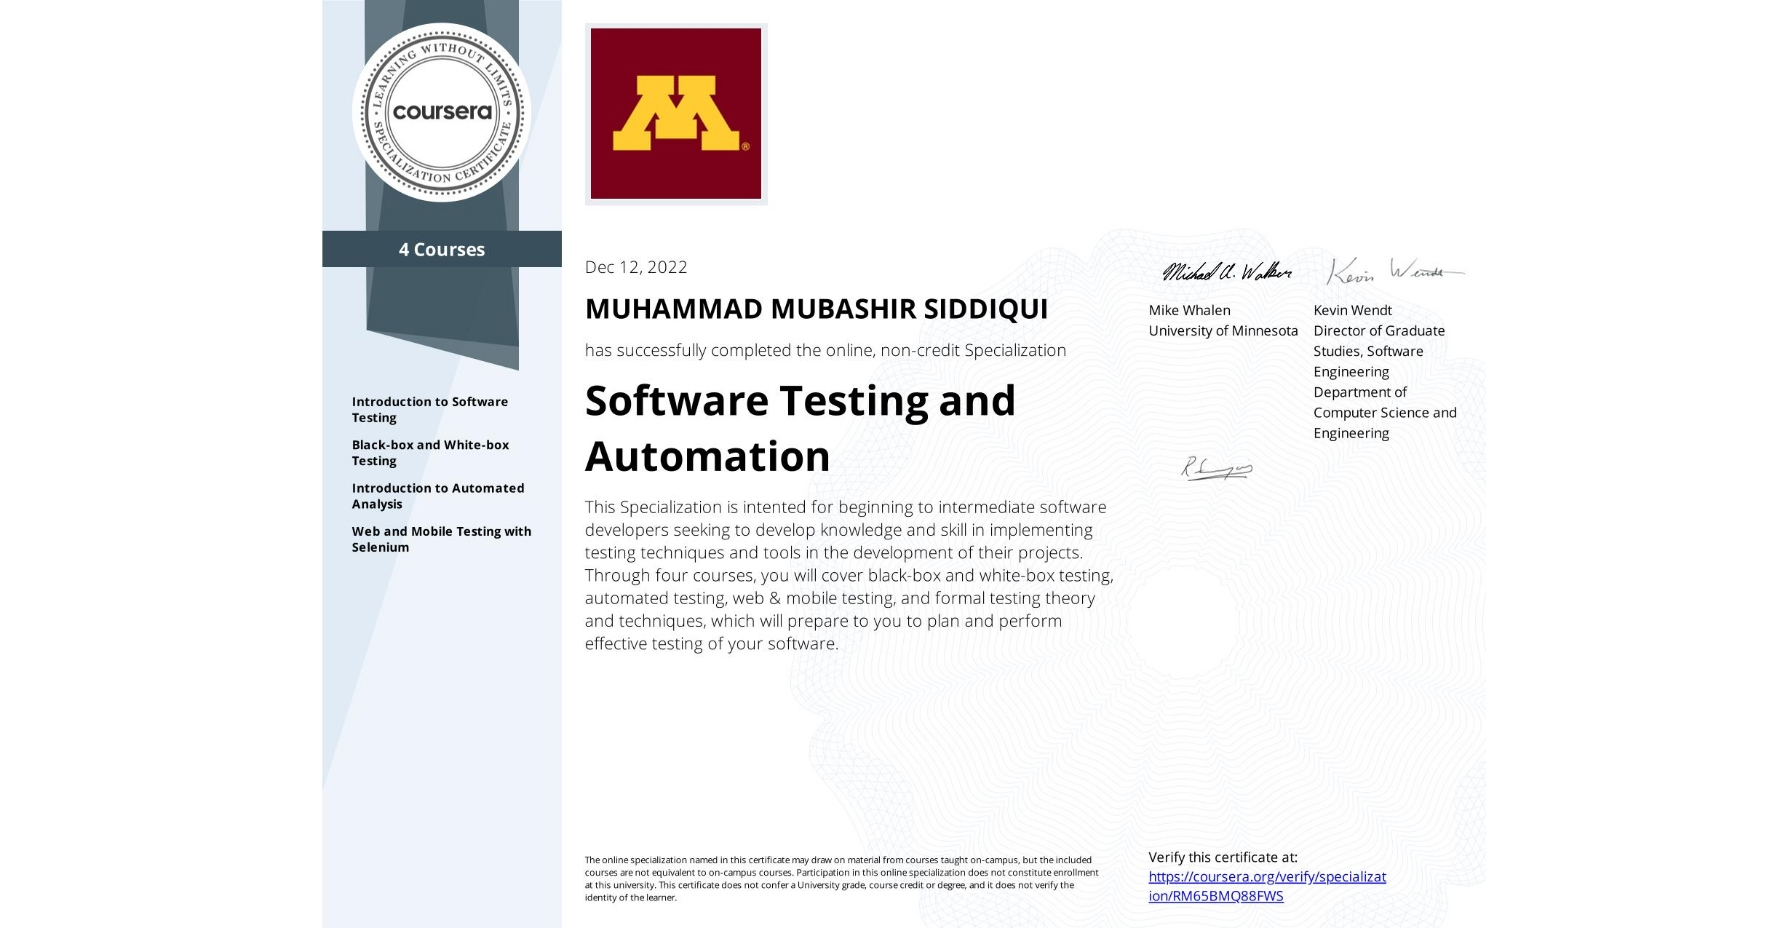 LEARNING WITHOUT LIMITS
coursera
SPECIALIZATION CERTIFICATE
4 Courses
Introduction to Software
Testing
Black-box and White-box
Testing
Introduction to Automated
Analysis
Web and Mobile Testing with
Selenium
M®
Dec 12, 2022
MUHAMMAD MUBASHIR SIDDIQUI
has successfully completed the online, non-credit Specialization
Software Testing and
Automation
This Specialization is intented for beginning to intermediate software
developers seeking to develop knowledge and skill in implementing
testing techniques and tools in the development of their projects.
Through four courses, you will cover black-box and white-box testing,
automated testing, web & mobile testing, and formal testing theory
and techniques, which will prepare to you to plan and perform
effective testing of your software.
The online specialization named in this certificate may draw on material from courses taught on-campus, but the included
courses are not equivalent to on-campus courses. Participation in this online specialization does not constitute enrollment
at this university. This certificate does not confer a University grade, course credit or degree, and it does not verify the
identity of the learner.
Mike Whalen
University of Minnesota
Kevin Wendt
Kevin Wendt
Director of Graduate
Studies, Software
Engineering
Department of
Computer Science and
Engineering
Verify this certificate at:
https://coursera.org/verify/specializat
ion/RM65BMQ88FWS